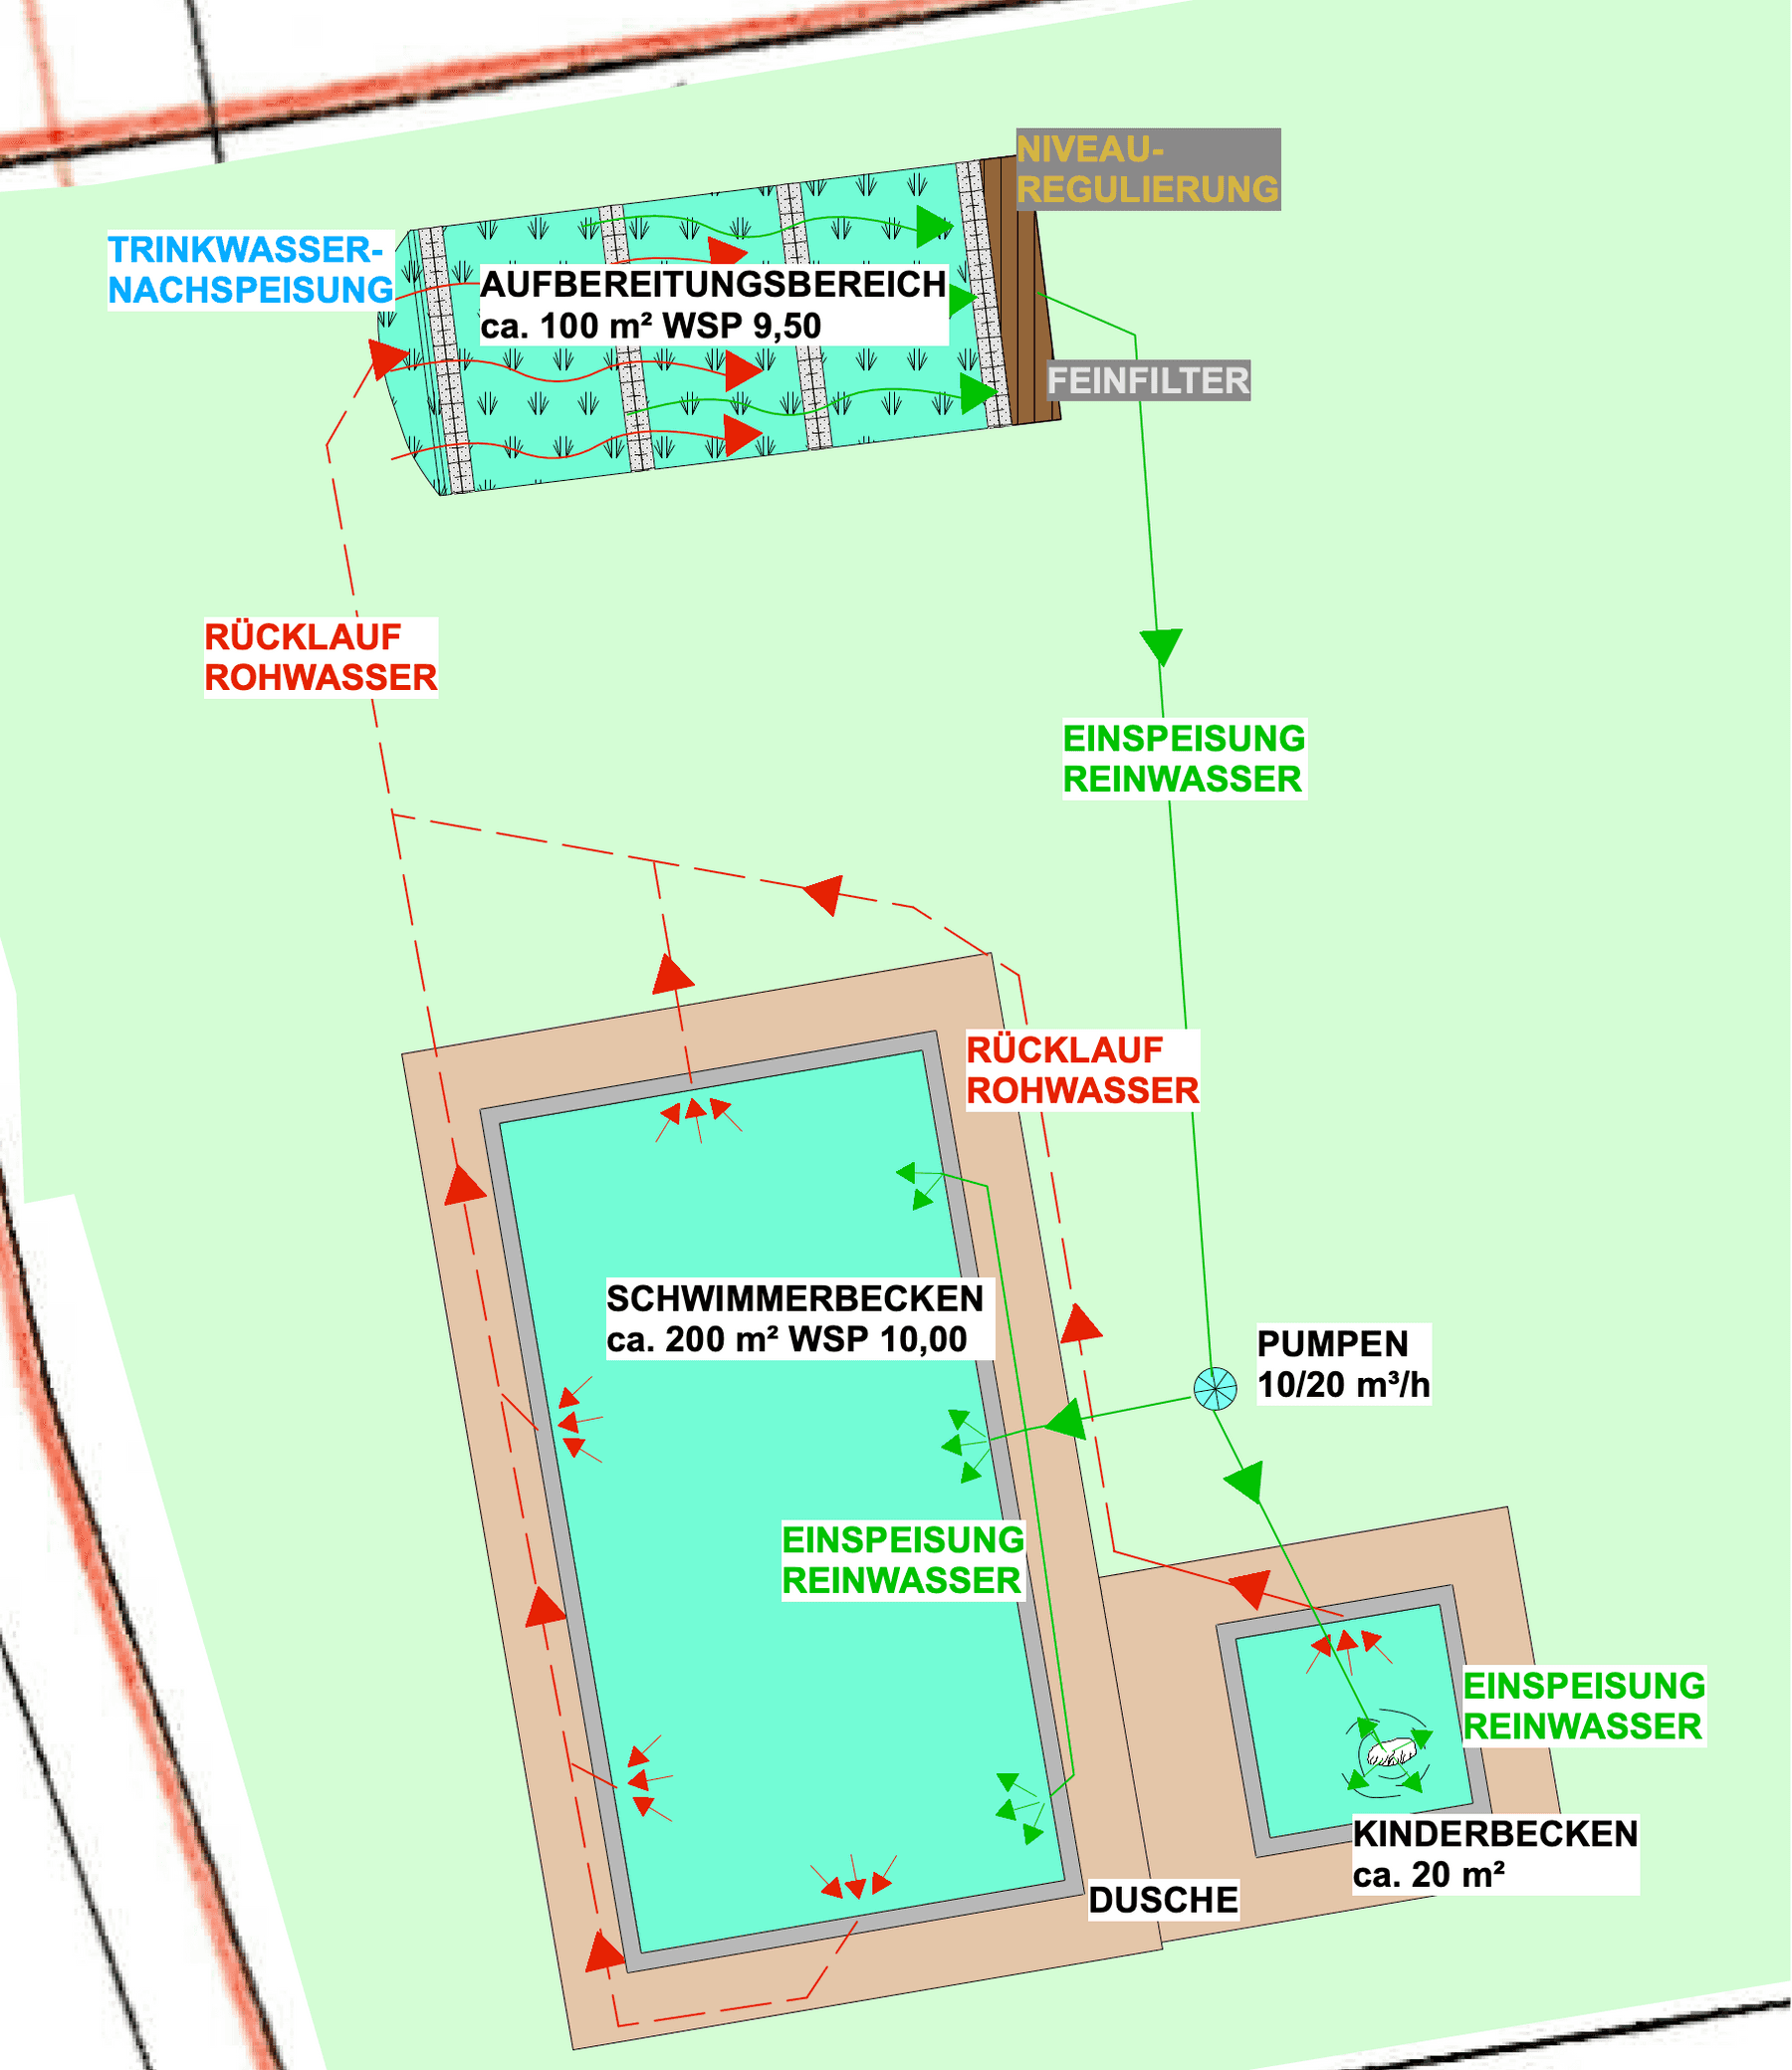 NIVEAU-
REGULIERUNG
TRINKWASSER-
NACHSPEISUNG
AUFBEREITUNGSBEREICH
ca. 100 m² WSP 9,50
FEINFILTER
RÜCKLAUF
ROHWASSER
EINSPEISUNG
REINWASSER
RÜCKLAUF
ROHWASSER
SCHWIMMERBECKEN
ca. 200 m² WSP 10,00
PUMPEN
10/20 m³/h
EINSPEISUNG
REINWASSER
EINSPEISUNG
REINWASSER
KINDERBECKEN
ca. 20 m²
DUSCHE